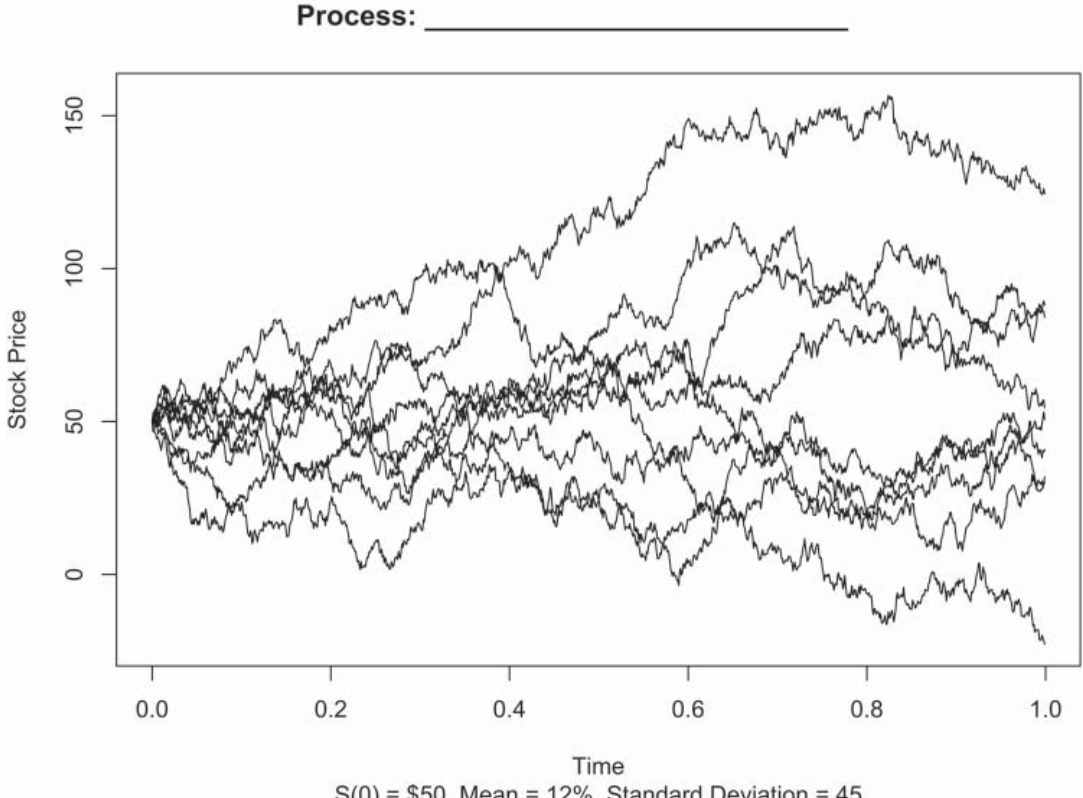 Process: ____________________
150
100
50
0
Stock Price
0.0 0.2 0.4 0.6 0.8 1.0
Time
S(0) = $50, Mean = 12%, Standard Deviation = 45